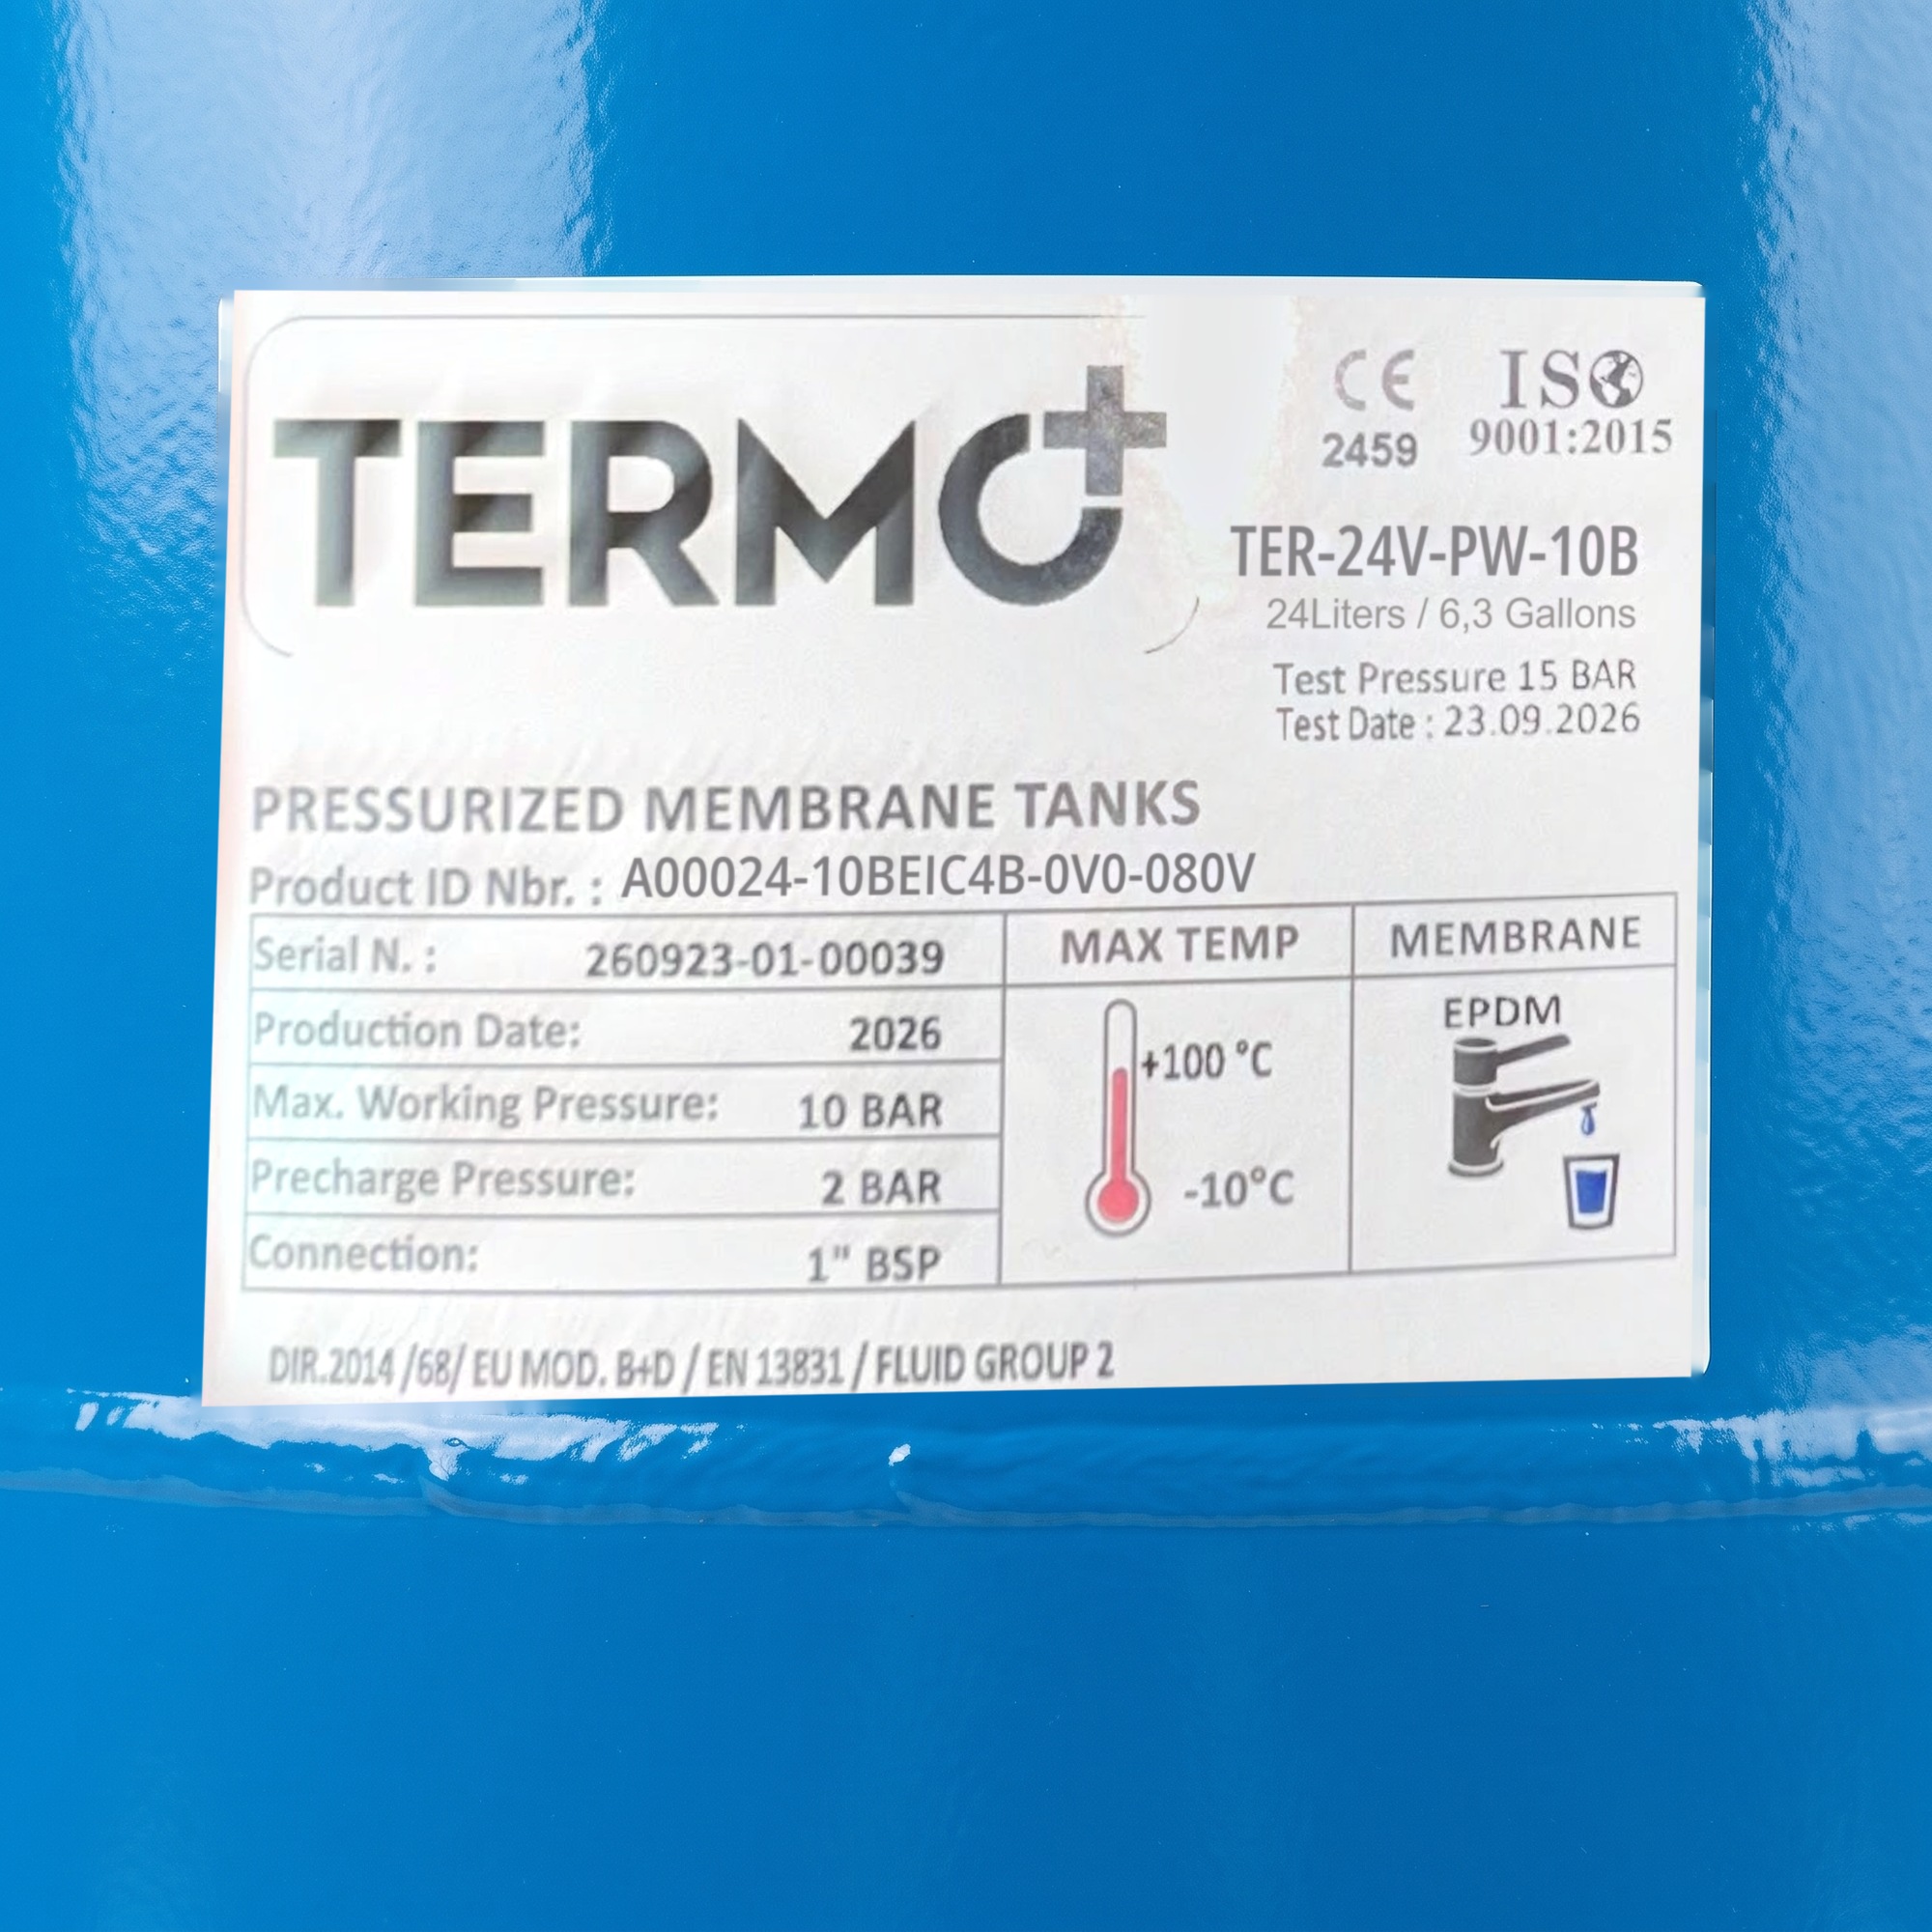 TERMO+
CE
2459
ISO
9001:2015
TER-24V-PW-10B
24Liters / 6,3 Gallons
Test Pressure 15 BAR
Test Date : 23.09.2026
PRESSURIZED MEMBRANE TANKS
Product ID Nbr. : A00024-10BEIC4B-0V0-080V
Serial N. : 260923-01-00039
Production Date: 2026
Max. Working Pressure: 10 BAR
Precharge Pressure: 2 BAR
Connection: 1" BSP
MAX TEMP
+100 °C
-10°C
MEMBRANE
EPDM
DIR.2014 /68/ EU MOD. B+D / EN 13831 / FLUID GROUP 2